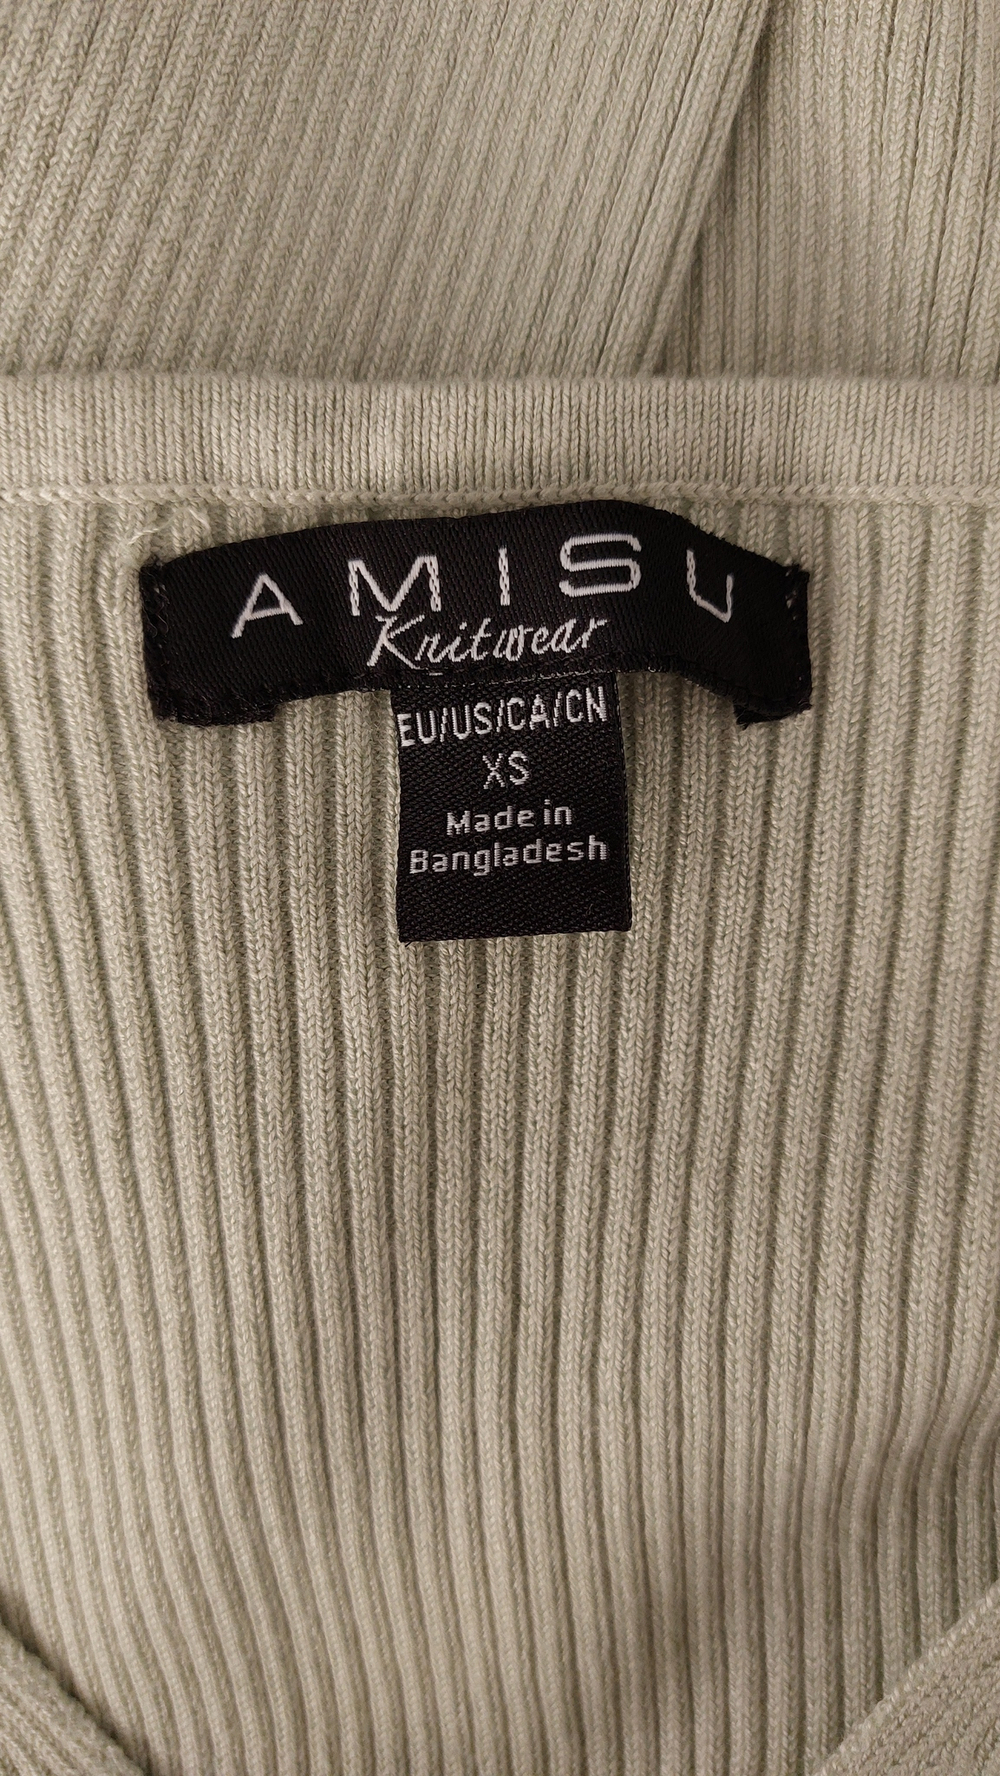 AMISU
Knitwear
EU/US/CA/CN
XS
Made in
Bangladesh